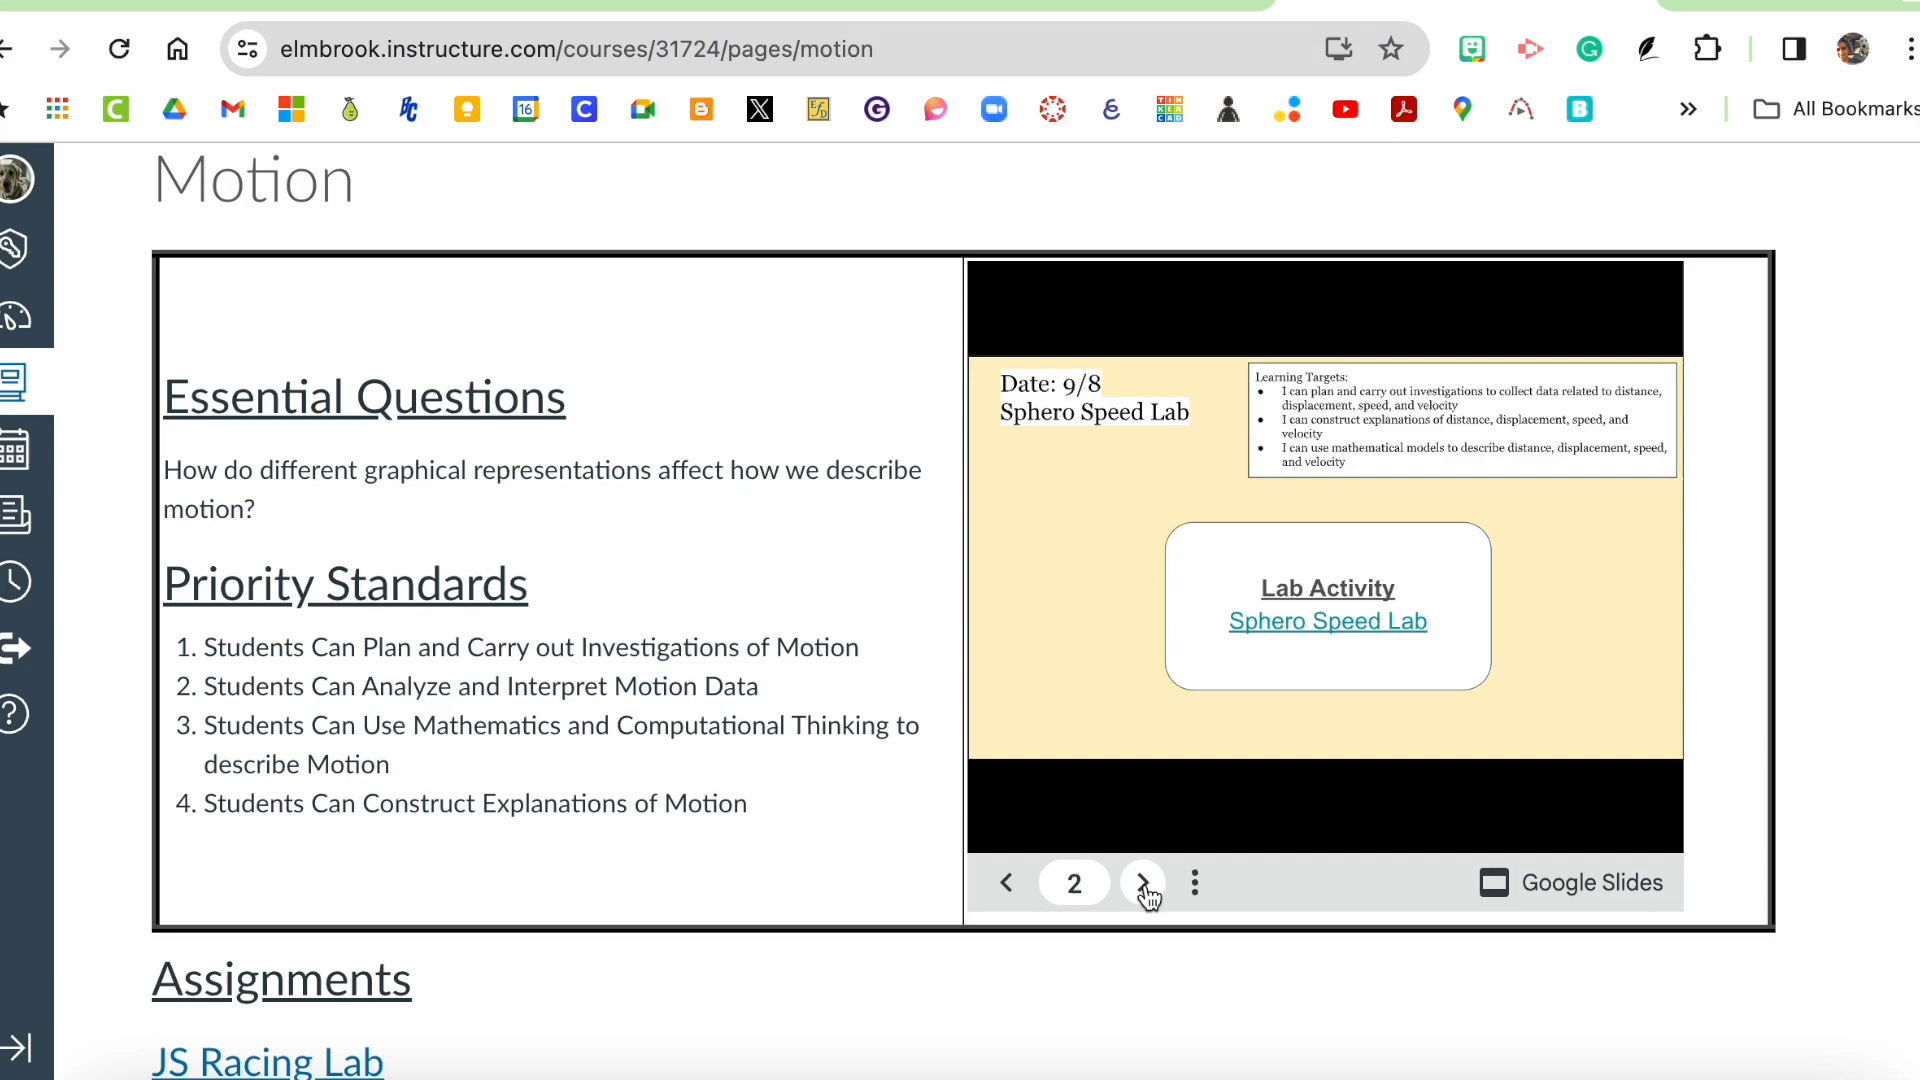 elmbrook.instructure.com/courses/31724/pages/motion
16
All Bookmarks
Motion
Essential Questions
How do different graphical representations affect how we describe
motion?
Priority Standards
1. Students Can Plan and Carry out Investigations of Motion
2. Students Can Analyze and Interpret Motion Data
3. Students Can Use Mathematics and Computational Thinking to
describe Motion
4. Students Can Construct Explanations of Motion
Date: 9/8
Sphero Speed Lab
Learning Targets:
● I can plan and carry out investigations to collect data related to distance,
displacement, speed, and velocity
● I can construct explanations of distance, displacement, speed, and
velocity
● I can use mathematical models to describe distance, displacement, speed,
and velocity
Lab Activity
Sphero Speed Lab
2
Google Slides
Assignments
JS Racing Lab